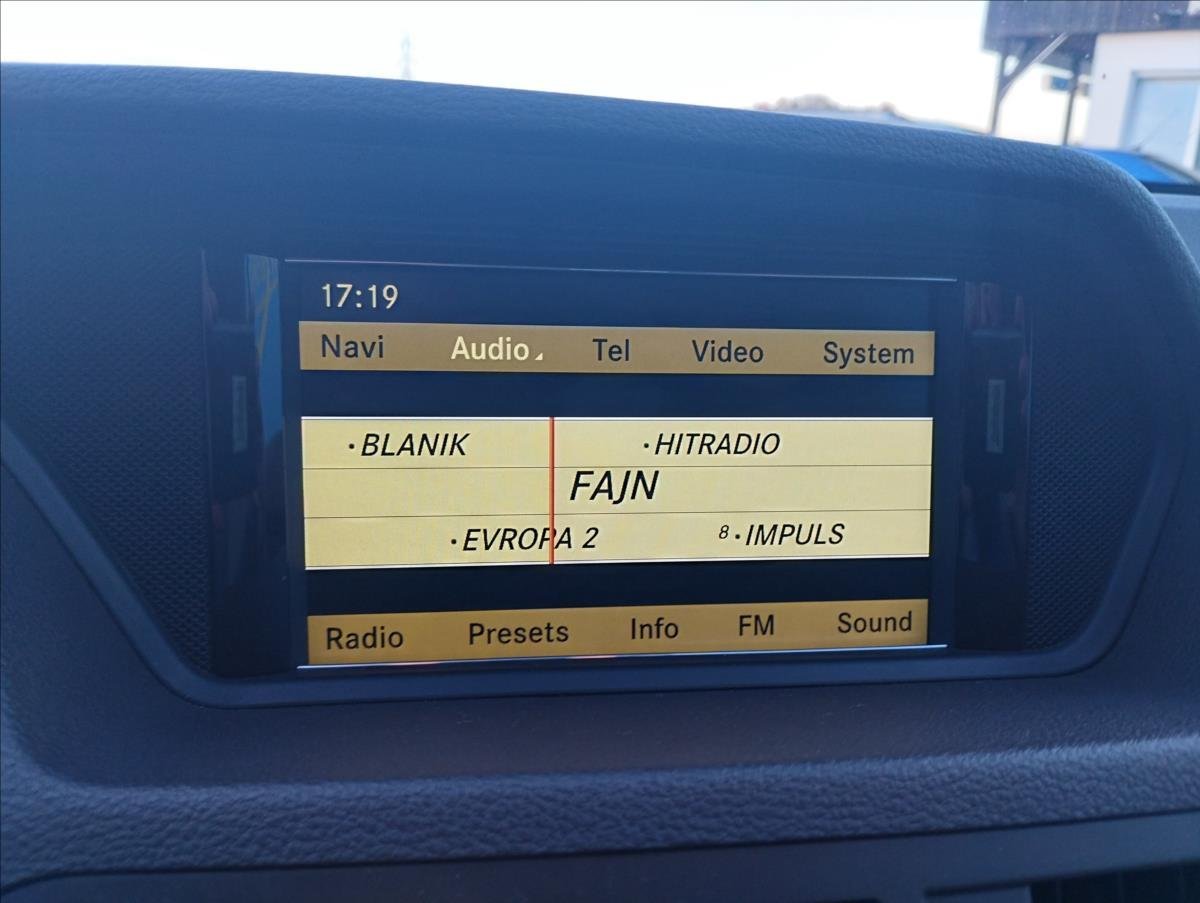 17:19
Navi Audio Tel Video System
·BLANIK ·HITRADIO
FAJN
·EVROPA 2 8·IMPULS
Radio Presets Info FM Sound